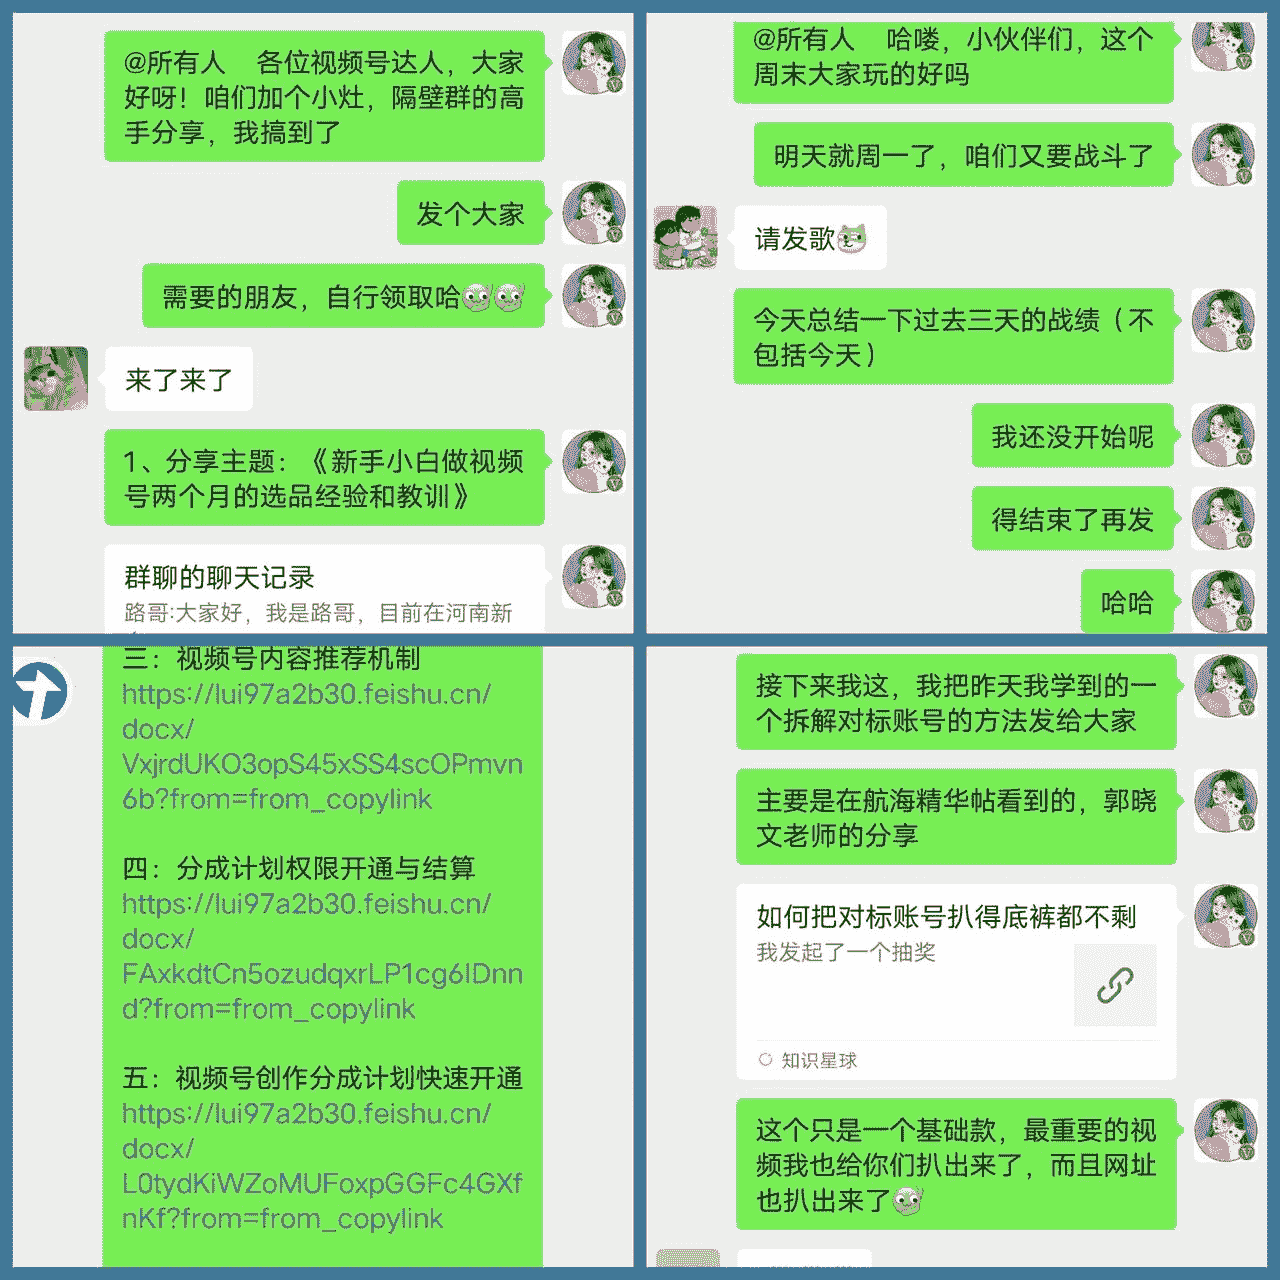 @所有人　各位视频号达人，大家
好呀！咱们加个小灶，隔壁群的高
手分享，我搞到了
发个大家
需要的朋友，自行领取哈
来了来了
1、分享主题：《新手小白做视频
号两个月的选品经验和教训》
群聊的聊天记录
路哥:大家好，我是路哥，目前在河南新
@所有人　哈喽，小伙伴们，这个
周末大家玩的好吗
明天就周一了，咱们又要战斗了
请发歌
今天总结一下过去三天的战绩（不
包括今天）
我还没开始呢
得结束了再发
哈哈
三：视频号内容推荐机制
https://lui97a2b30.feishu.cn/
docx/
VxjrdUKO3opS45xSS4scOPmvn
6b?from=from_copylink
四：分成计划权限开通与结算
https://lui97a2b30.feishu.cn/
docx/
FAxkdtCn5ozudqxrLP1cg6lDnn
d?from=from_copylink
五：视频号创作分成计划快速开通
https://lui97a2b30.feishu.cn/
docx/
L0tydKiWZoMUFoxpGGFc4GXf
nKf?from=from_copylink
接下来我这，我把昨天我学到的一
个拆解对标账号的方法发给大家
主要是在航海精华帖看到的，郭晓
文老师的分享
如何把对标账号扒得底裤都不剩
我发起了一个抽奖
知识星球
这个只是一个基础款，最重要的视
频我也给你们扒出来了，而且网址
也扒出来了